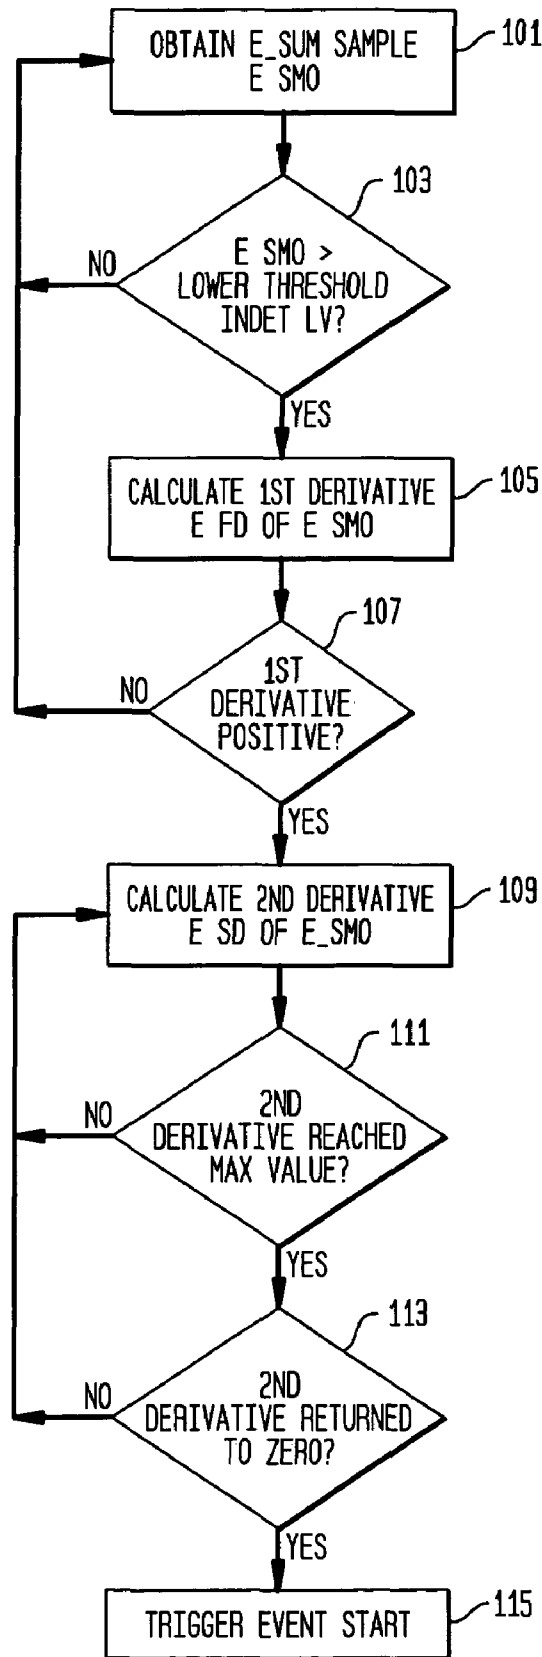 OBTAIN E_SUM SAMPLE
E SMO
101
103
E SMO >
LOWER THRESHOLD
INDET LV?
NO
YES
CALCULATE 1ST DERIVATIVE
E FD OF E SMO
105
107
1ST
DERIVATIVE
POSITIVE?
NO
YES
CALCULATE 2ND DERIVATIVE
E SD OF E_SMO
109
111
2ND
DERIVATIVE REACHED
MAX VALUE?
NO
YES
113
2ND
DERIVATIVE RETURNED
TO ZERO?
NO
YES
TRIGGER EVENT START
115